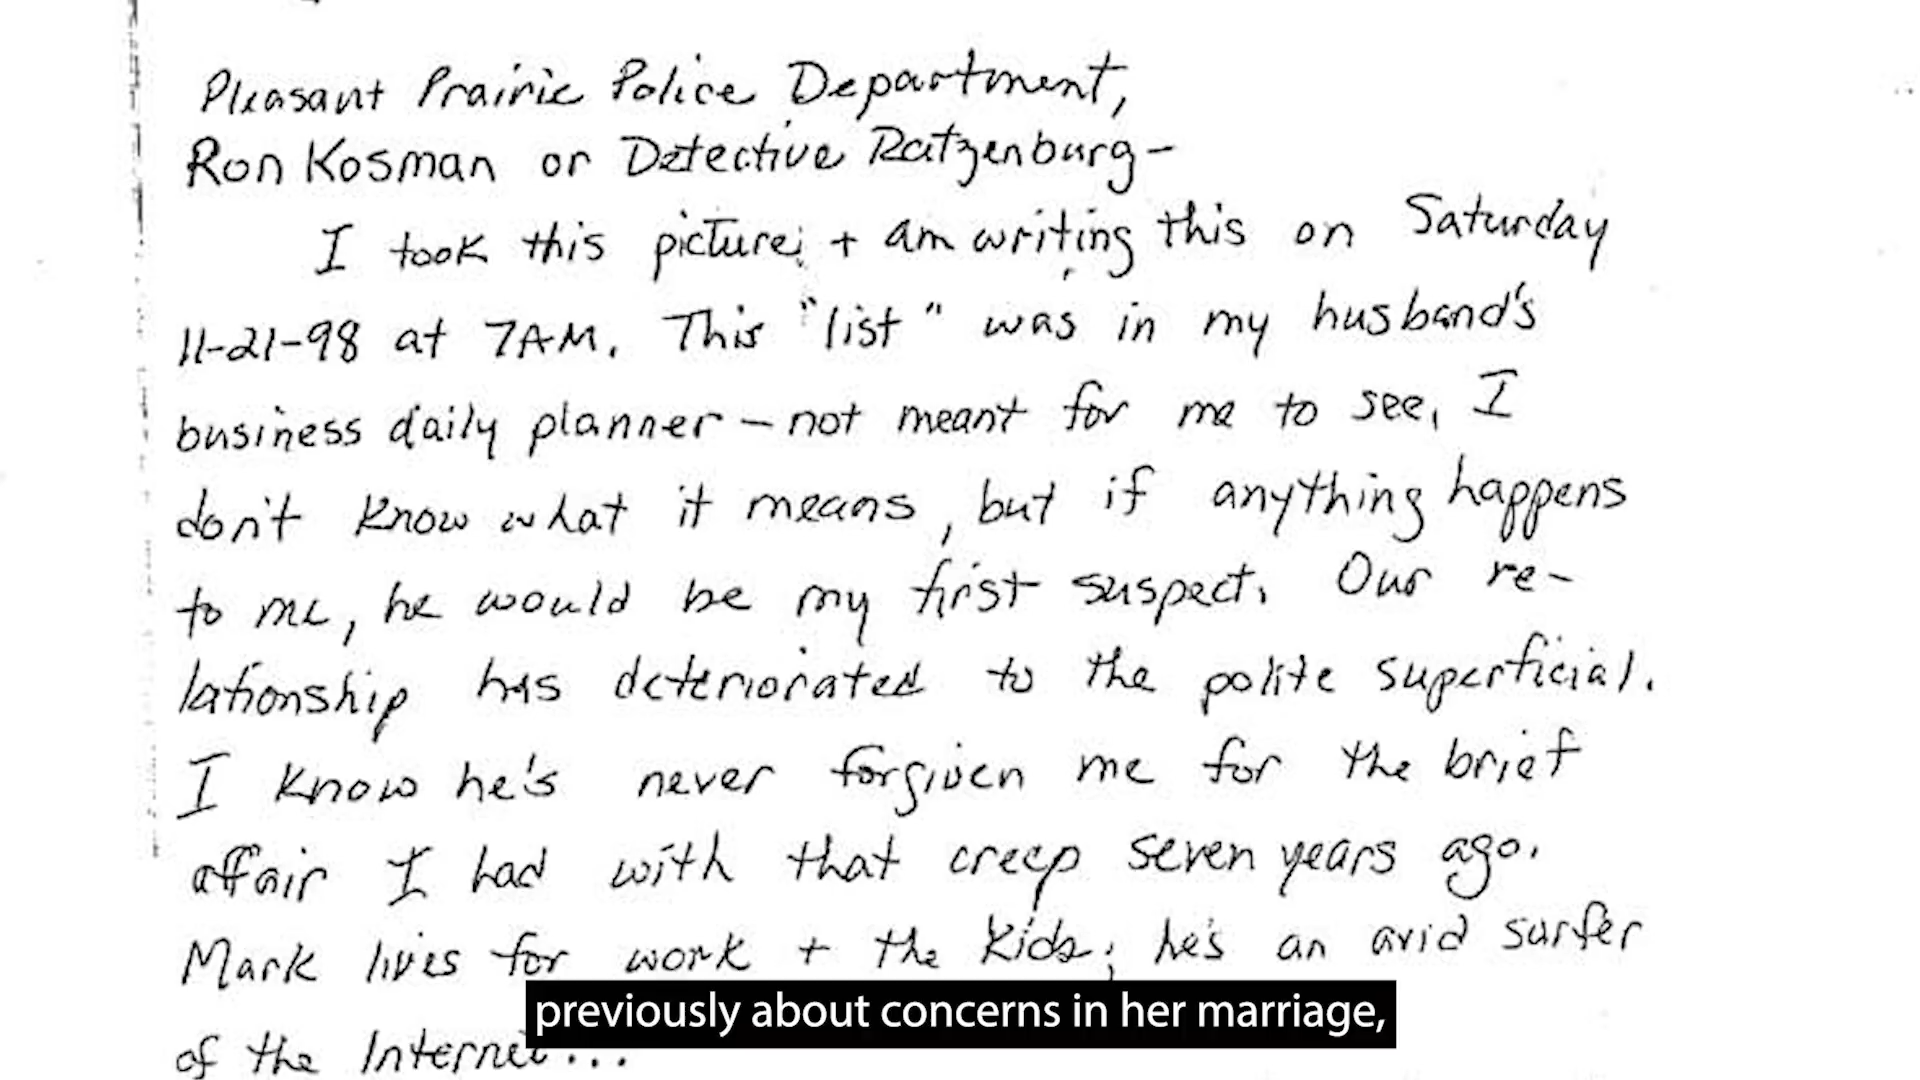 Pleasant Prairie Police Department,
Ron Kosman or Detective Ratzenburg-
I took this picture, + am writing this on Saturday
11-21-98 at 7AM. This "list" was in my husband's
business daily planner - not meant for me to see. I
don't know what it means, but if anything happens
to me, he would be my first suspect. Our re-
lationship has deteriorated to the polite superficial.
I know he's never forgiven me for the brief
affair I had with that creep seven years ago.
Mark lives for work + the kids; he's an avid surfer
of the Internet...
previously about concerns in her marriage,